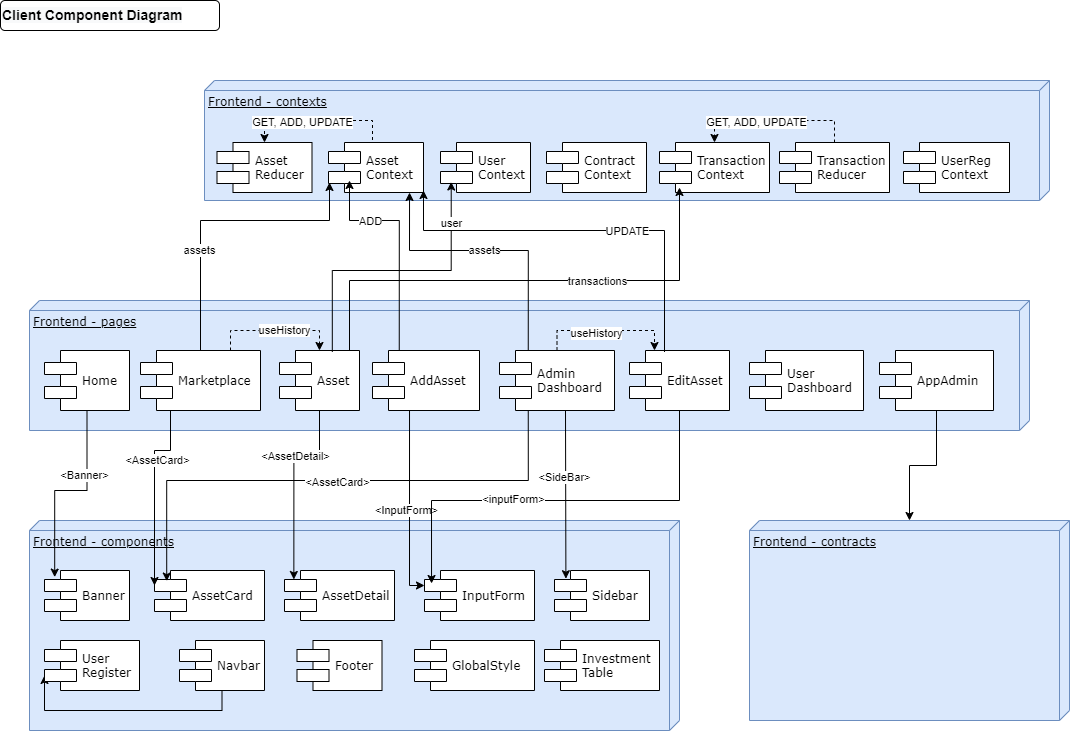 Client Component Diagram
Frontend - contexts
GET, ADD, UPDATE
GET, ADD, UPDATE
Asset
Reducer
Asset
Context
User
Context
Contract
Context
Transaction
Context
Transaction
Reducer
UserReg
Context
ADD
user
UPDATE
assets
assets
transactions
Frontend - pages
useHistory
useHistory
Home
Marketplace
Asset
AddAsset
Admin
Dashboard
EditAsset
User
Dashboard
AppAdmin
<Banner>
<AssetCard>
<AssetDetail>
<AssetCard>
<SideBar>
<inputForm>
<InputForm>
Frontend - components
Frontend - contracts
Banner
AssetCard
AssetDetail
InputForm
Sidebar
User
Register
Navbar
Footer
GlobalStyle
Investment
Table